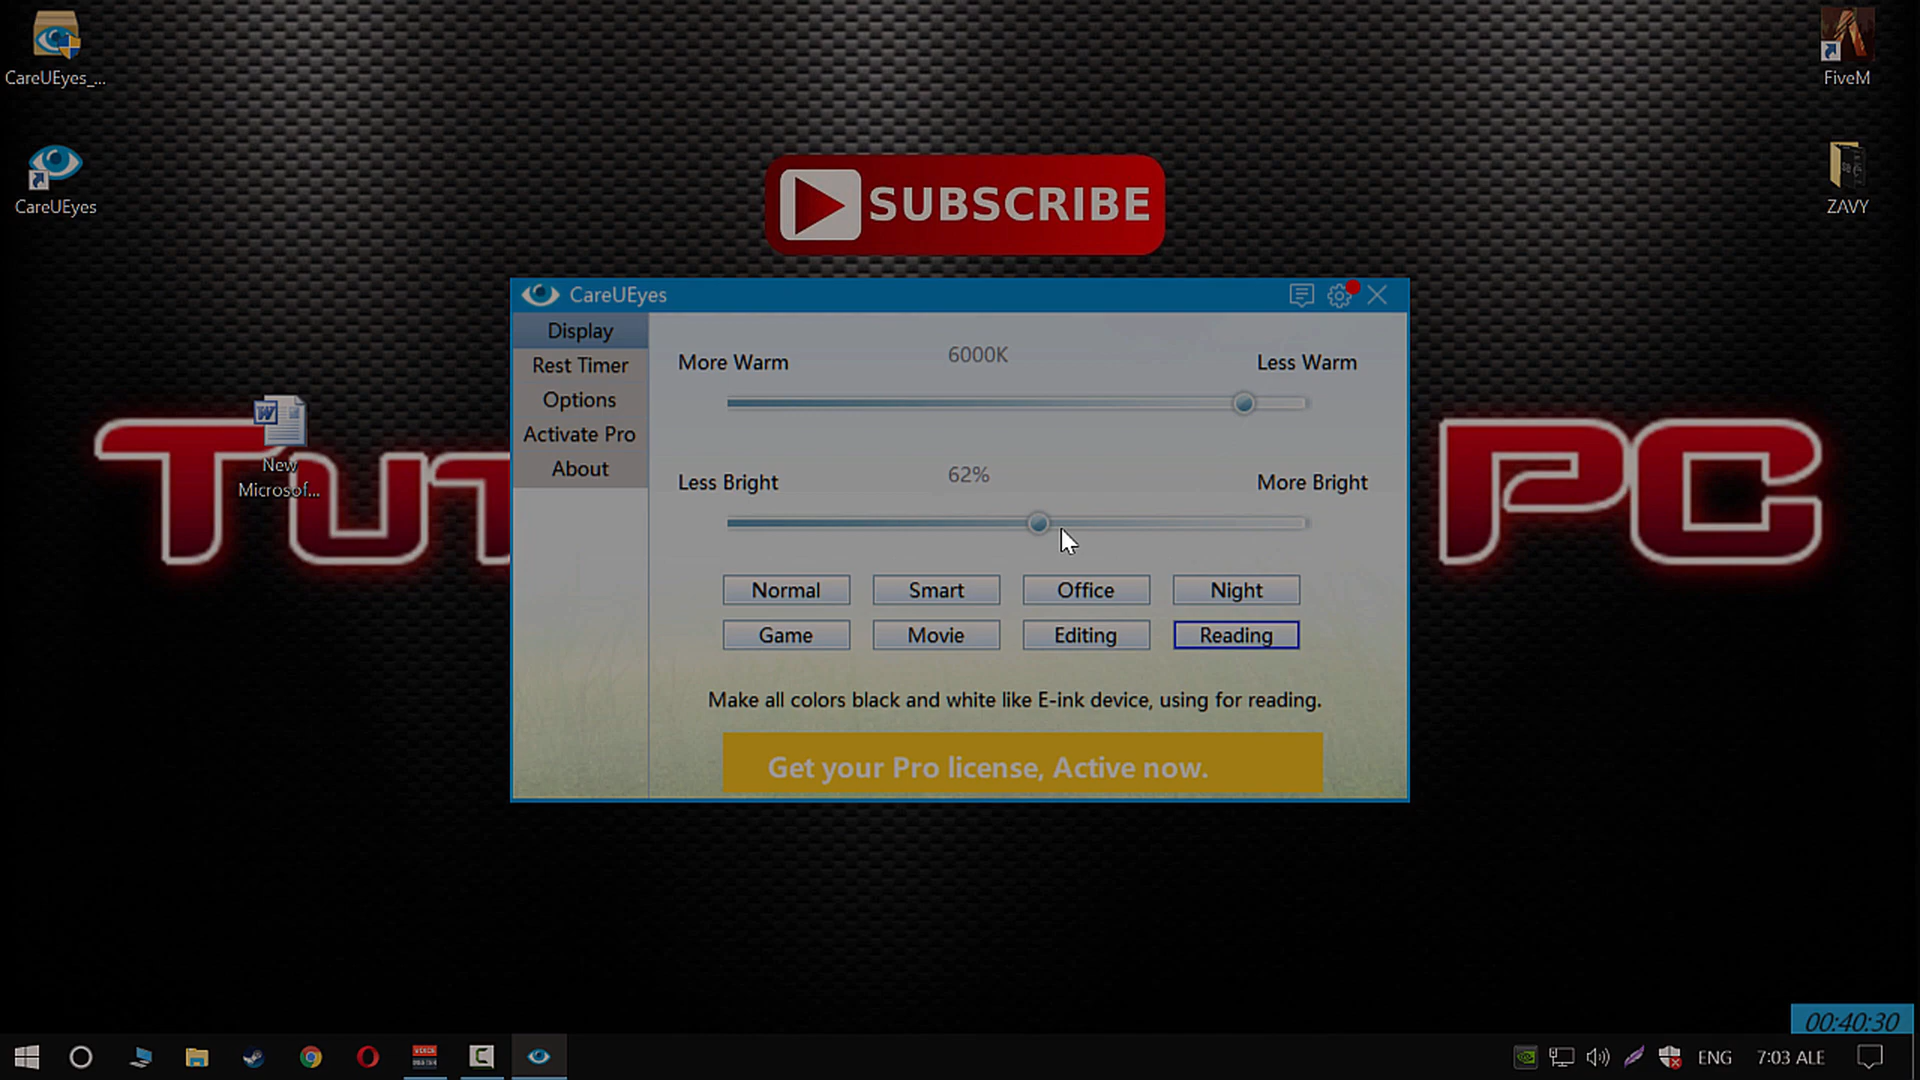 CareUEyes_...
FiveM
CareUEyes
ZAVY
SUBSCRIBE
CareUEyes
Display
Rest Timer
Options
Activate Pro
About
More Warm
6000K
Less Warm
Less Bright
62%
More Bright
Normal
Smart
Office
Night
Game
Movie
Editing
Reading
Make all colors black and white like E-ink device, using for reading.
Get your Pro license, Active now.
New
Microsof...
TUT
PC
00:40:30
ENG
7:03 ALE